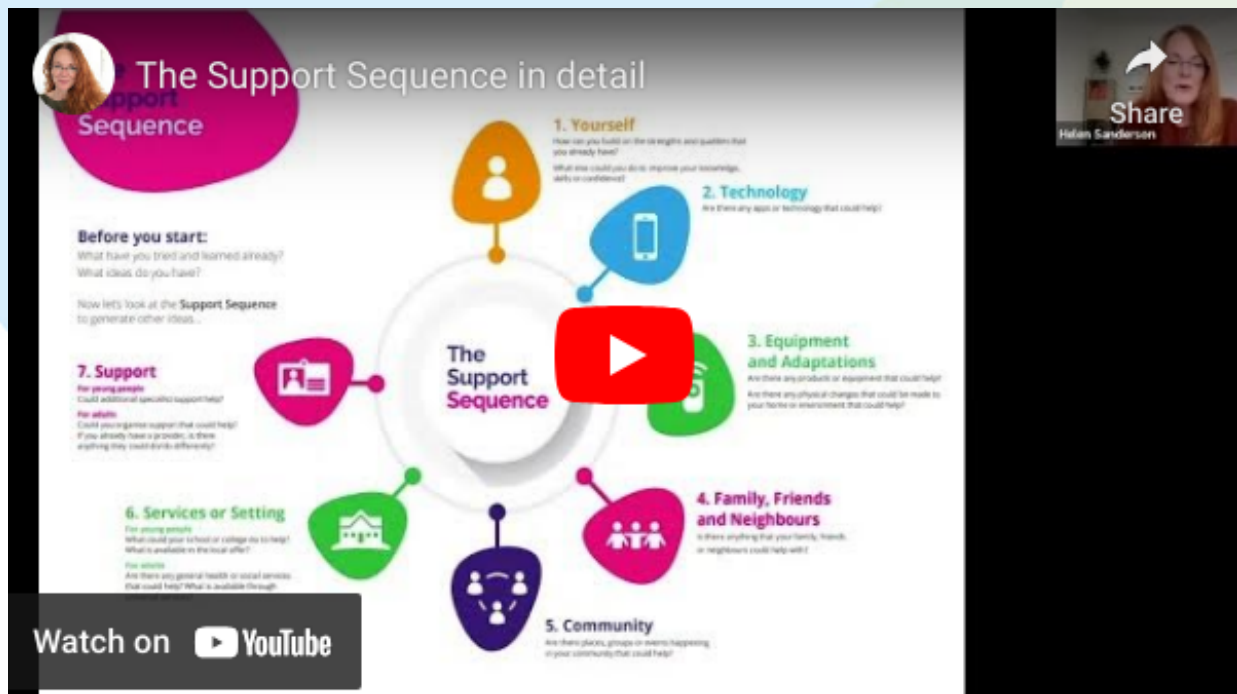 The Support Sequence in detail
Support
Sequence
Share
Helen Sanderson
1. Yourself
How can you build on the strengths and qualities that
you already have?
What else could you do to improve your knowledge,
skills or confidence?
2. Technology
Are there any apps or technology that could help?
Before you start:
What have you tried and learned already?
What ideas do you have?
Now let's look at the Support Sequence
to generate other ideas...
The
Support
Sequence
3. Equipment
and Adaptations
Are there any products or equipment that could help?
Are there any physical changes that could be made to
your home or environment that could help?
7. Support
For young people
Could additional specialist support help?
For adults
Could you organise support that could help?
If you already have a provider, is there
anything they could do differently?
4. Family, Friends
and Neighbours
Is there anything that your family, friends
or neighbours could help with?
6. Services or Setting
For young people
What could your school or college do to help?
What is available in the local offer?
For adults
Are there any general health or social services
that could help? What is available through
5. Community
Are there places, groups or events happening
in your community that could help?
Watch on YouTube